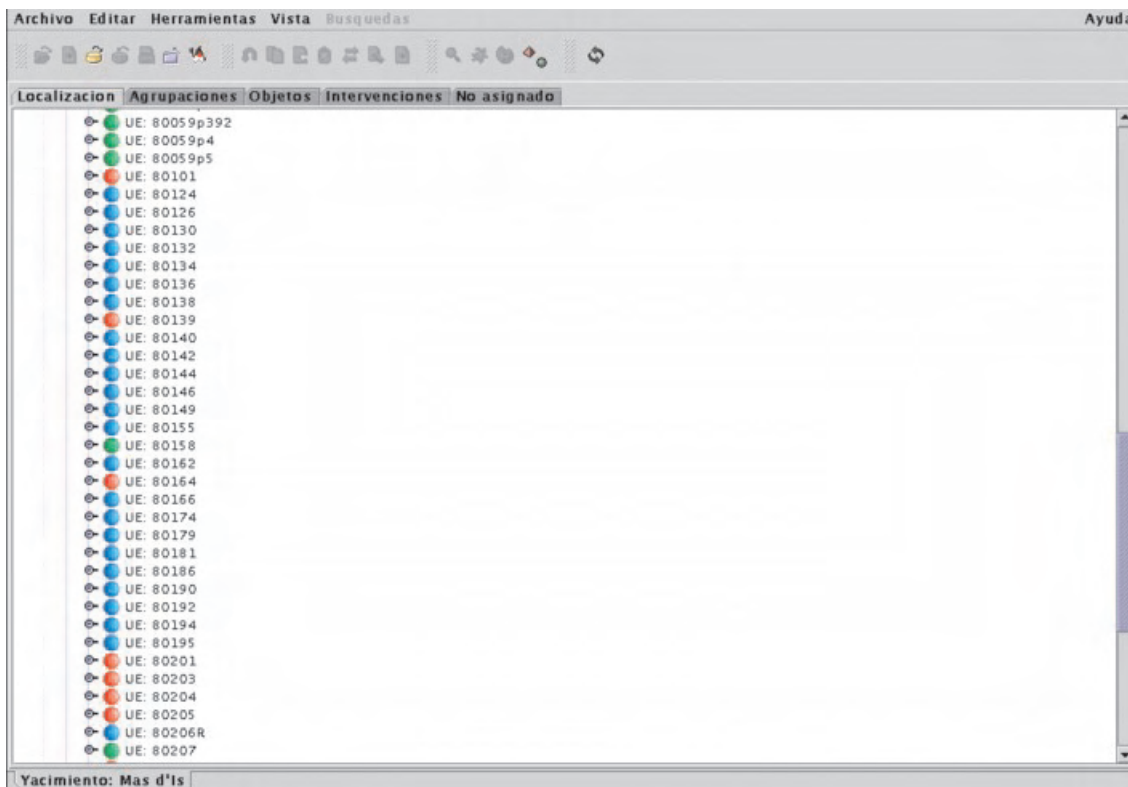 Archivo Editar Herramientas Vista Busquedas Ayuda
Localizacion Agrupaciones Objetos Intervenciones No asignado
UE: 80059p392
UE: 80059p4
UE: 80059p5
UE: 80101
UE: 80124
UE: 80126
UE: 80130
UE: 80132
UE: 80134
UE: 80136
UE: 80138
UE: 80139
UE: 80140
UE: 80142
UE: 80144
UE: 80146
UE: 80149
UE: 80155
UE: 80158
UE: 80162
UE: 80164
UE: 80166
UE: 80174
UE: 80179
UE: 80181
UE: 80186
UE: 80190
UE: 80192
UE: 80194
UE: 80195
UE: 80201
UE: 80203
UE: 80204
UE: 80205
UE: 80206R
UE: 80207
Yacimiento: Mas d'Is